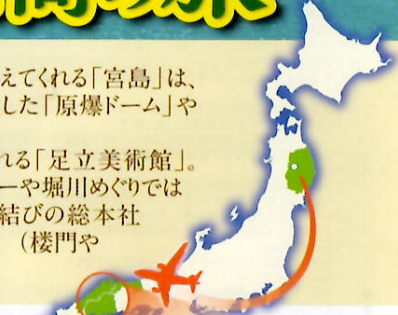 えてくれる「宮島」は、
した「原爆ドーム」や
れる「足立美術館」。
ーや堀川めぐりでは
結びの総本社
(楼門や